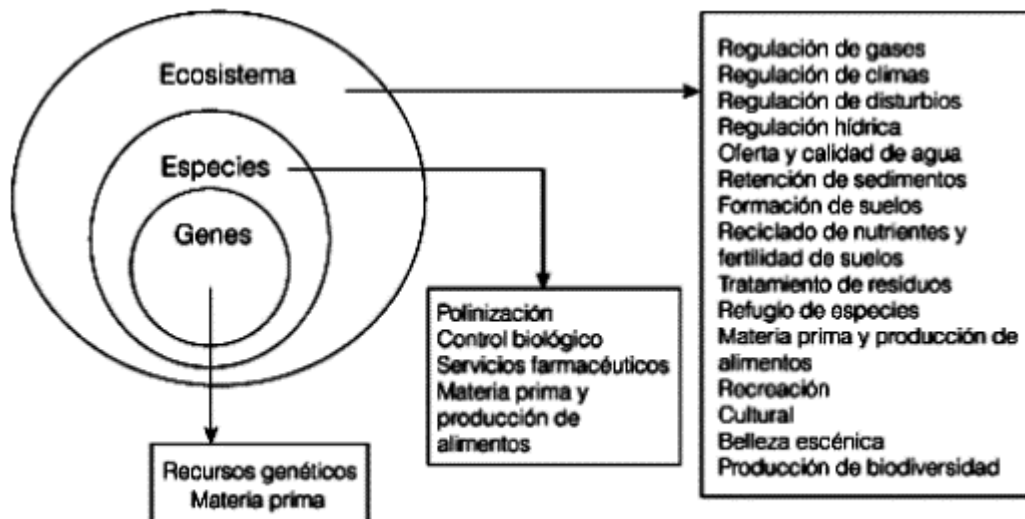 Ecosistema
Especies
Genes
Recursos genéticos
Materia prima
Polinización
Control biológico
Servicios farmacéuticos
Materia prima y
producción de
alimentos
Regulación de gases
Regulación de climas
Regulación de disturbios
Regulación hídrica
Oferta y calidad de agua
Retención de sedimentos
Formación de suelos
Reciclado de nutrientes y
fertilidad de suelos
Tratamiento de residuos
Refugio de especies
Materia prima y producción de
alimentos
Recreación
Cultural
Belleza escénica
Producción de biodiversidad